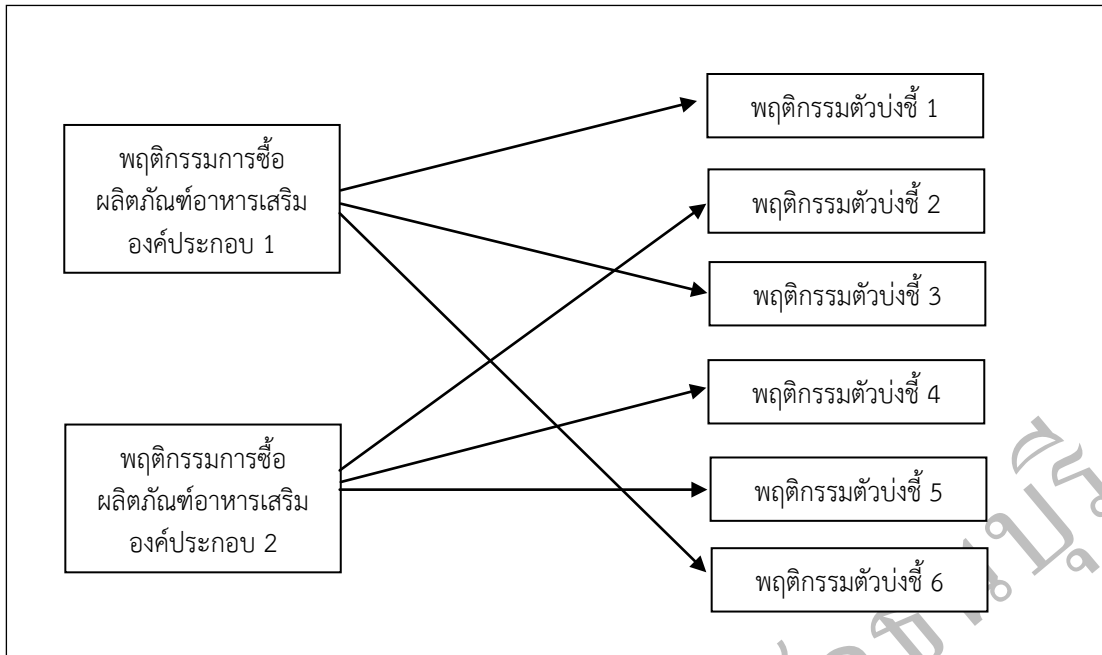 พฤติกรรมการซื้อ
ผลิตภัณฑ์อาหารเสริม
องค์ประกอบ 1
พฤติกรรมการซื้อ
ผลิตภัณฑ์อาหารเสริม
องค์ประกอบ 2
พฤติกรรมตัวบ่งชี้ 1
พฤติกรรมตัวบ่งชี้ 2
พฤติกรรมตัวบ่งชี้ 3
พฤติกรรมตัวบ่งชี้ 4
พฤติกรรมตัวบ่งชี้ 5
พฤติกรรมตัวบ่งชี้ 6